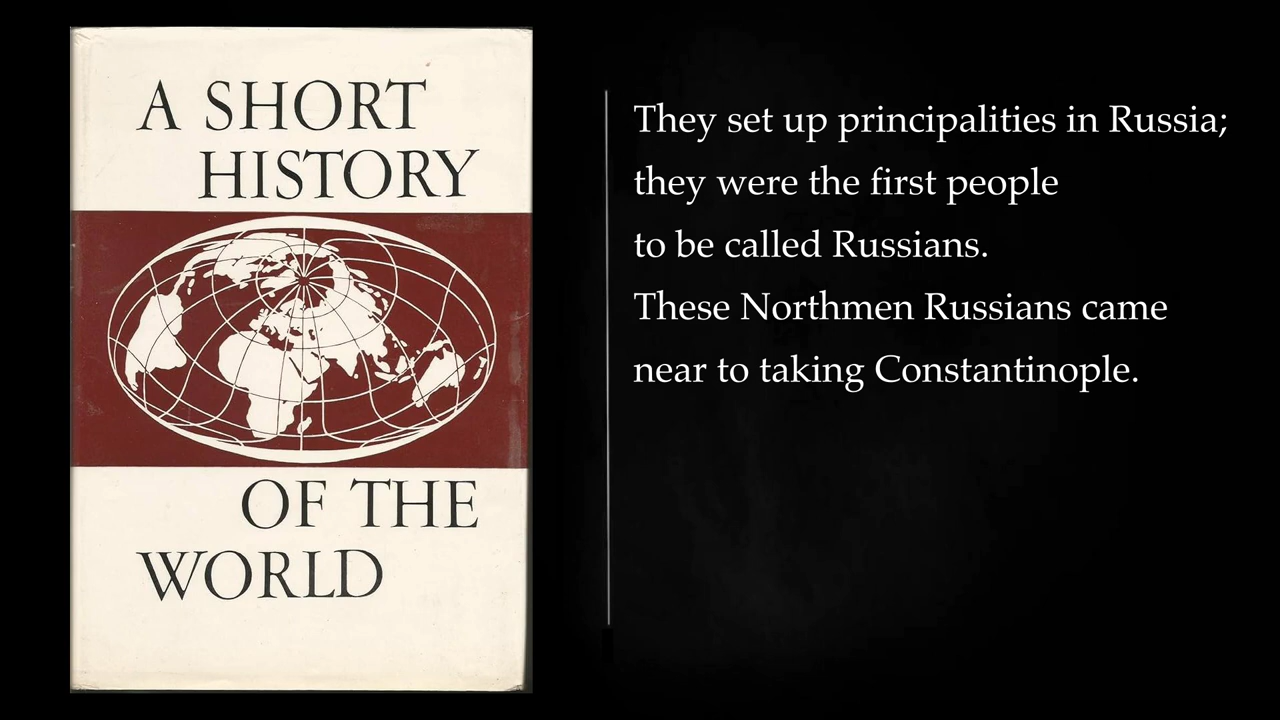 A SHORT
HISTORY
OF THE
WORLD
They set up principalities in Russia;
they were the first people
to be called Russians.
These Northmen Russians came
near to taking Constantinople.